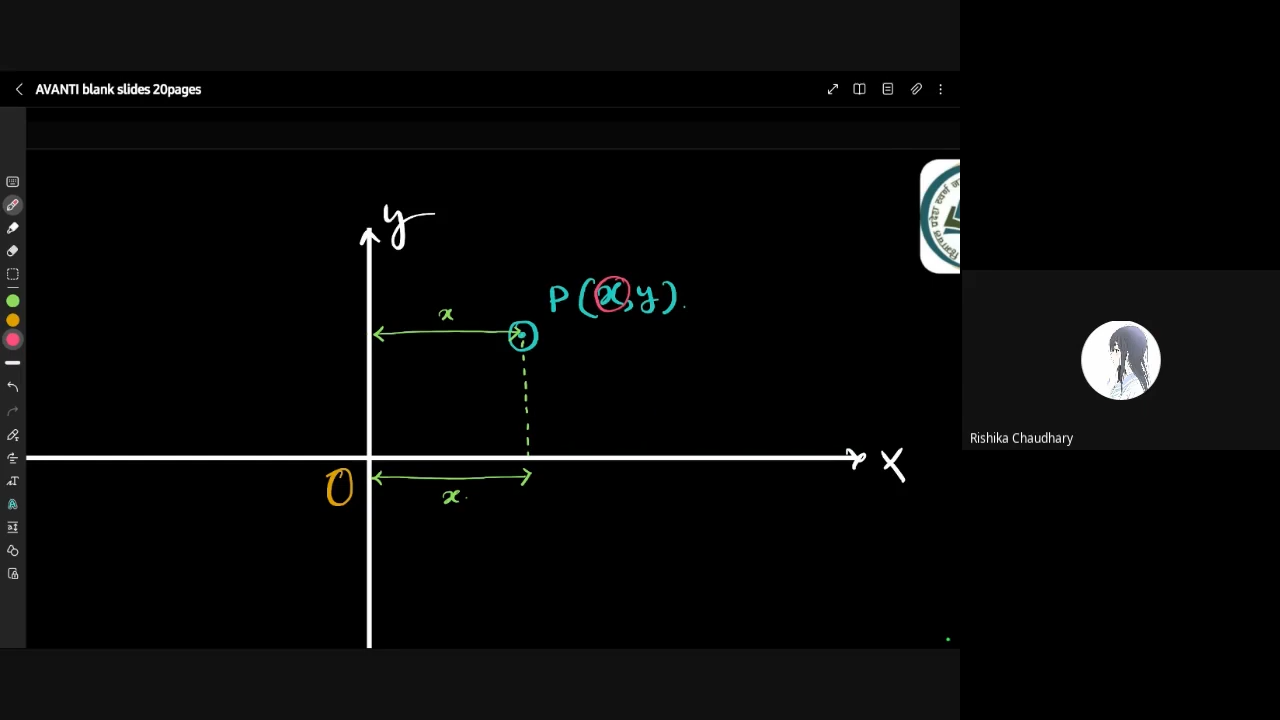 AVANTI blank slides 20pages
y
P(x,y).
x
X
O
x.
Rishika Chaudhary